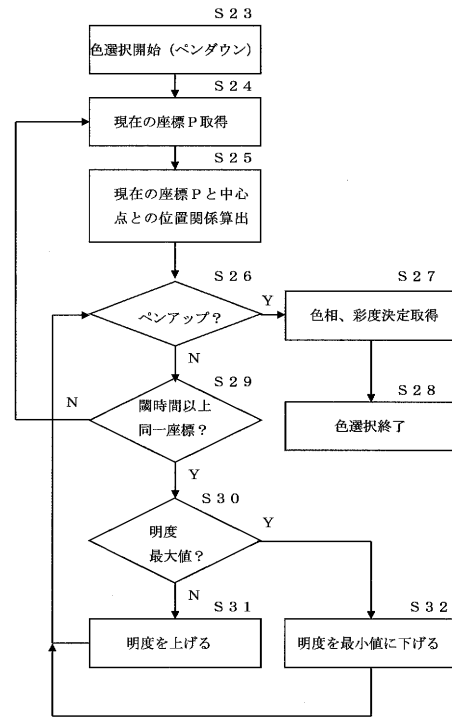 S23
色選択開始（ペンダウン）
S24
現在の座標P取得
S25
現在の座標Pと中心
点との位置関係算出
S26
ペンアップ？
Y
S27
色相、彩度決定取得
N
S28
色選択終了
S29
閾時間以上
同一座標？
N
Y
S30
明度
最大値？
Y
N
S31
明度を上げる
S32
明度を最小値に下げる